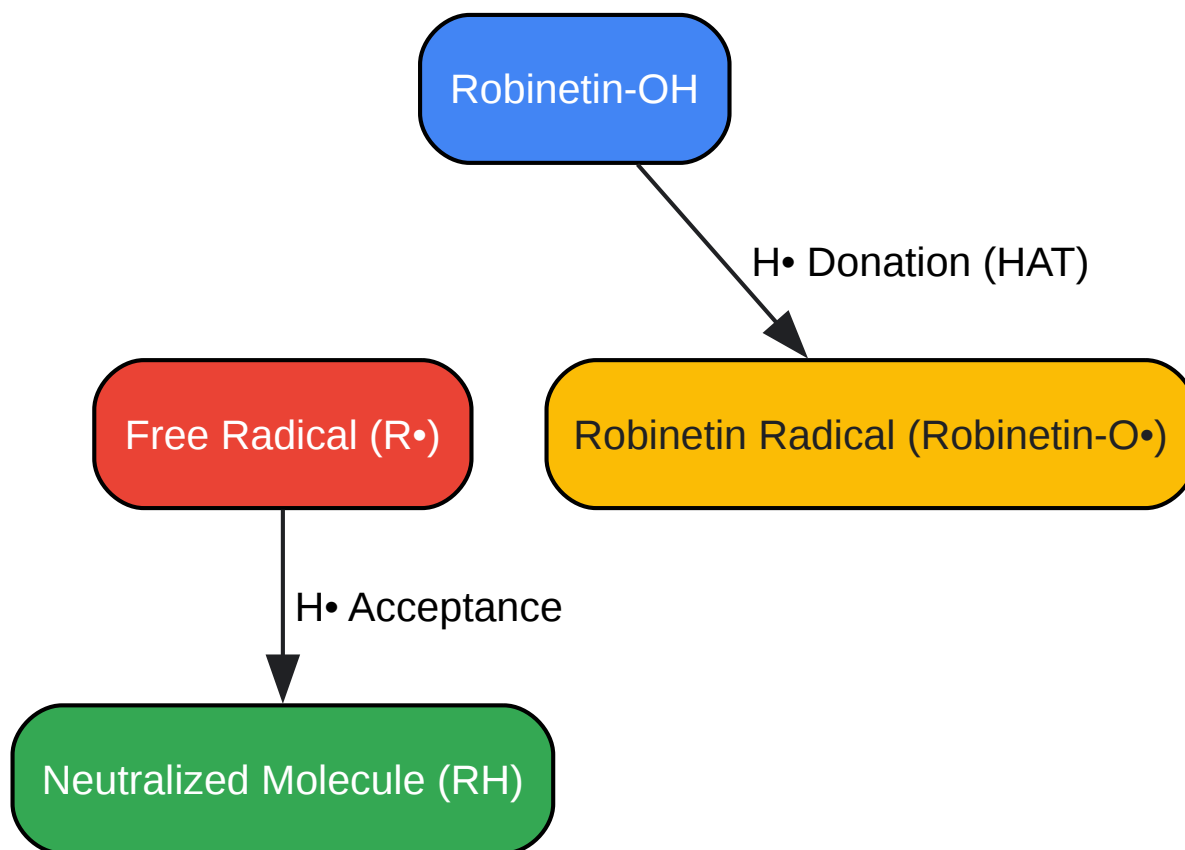 Robinetin-OH
H• Donation (HAT)
Free Radical (R•)
Robinetin Radical (Robinetin-O•)
H• Acceptance
Neutralized Molecule (RH)